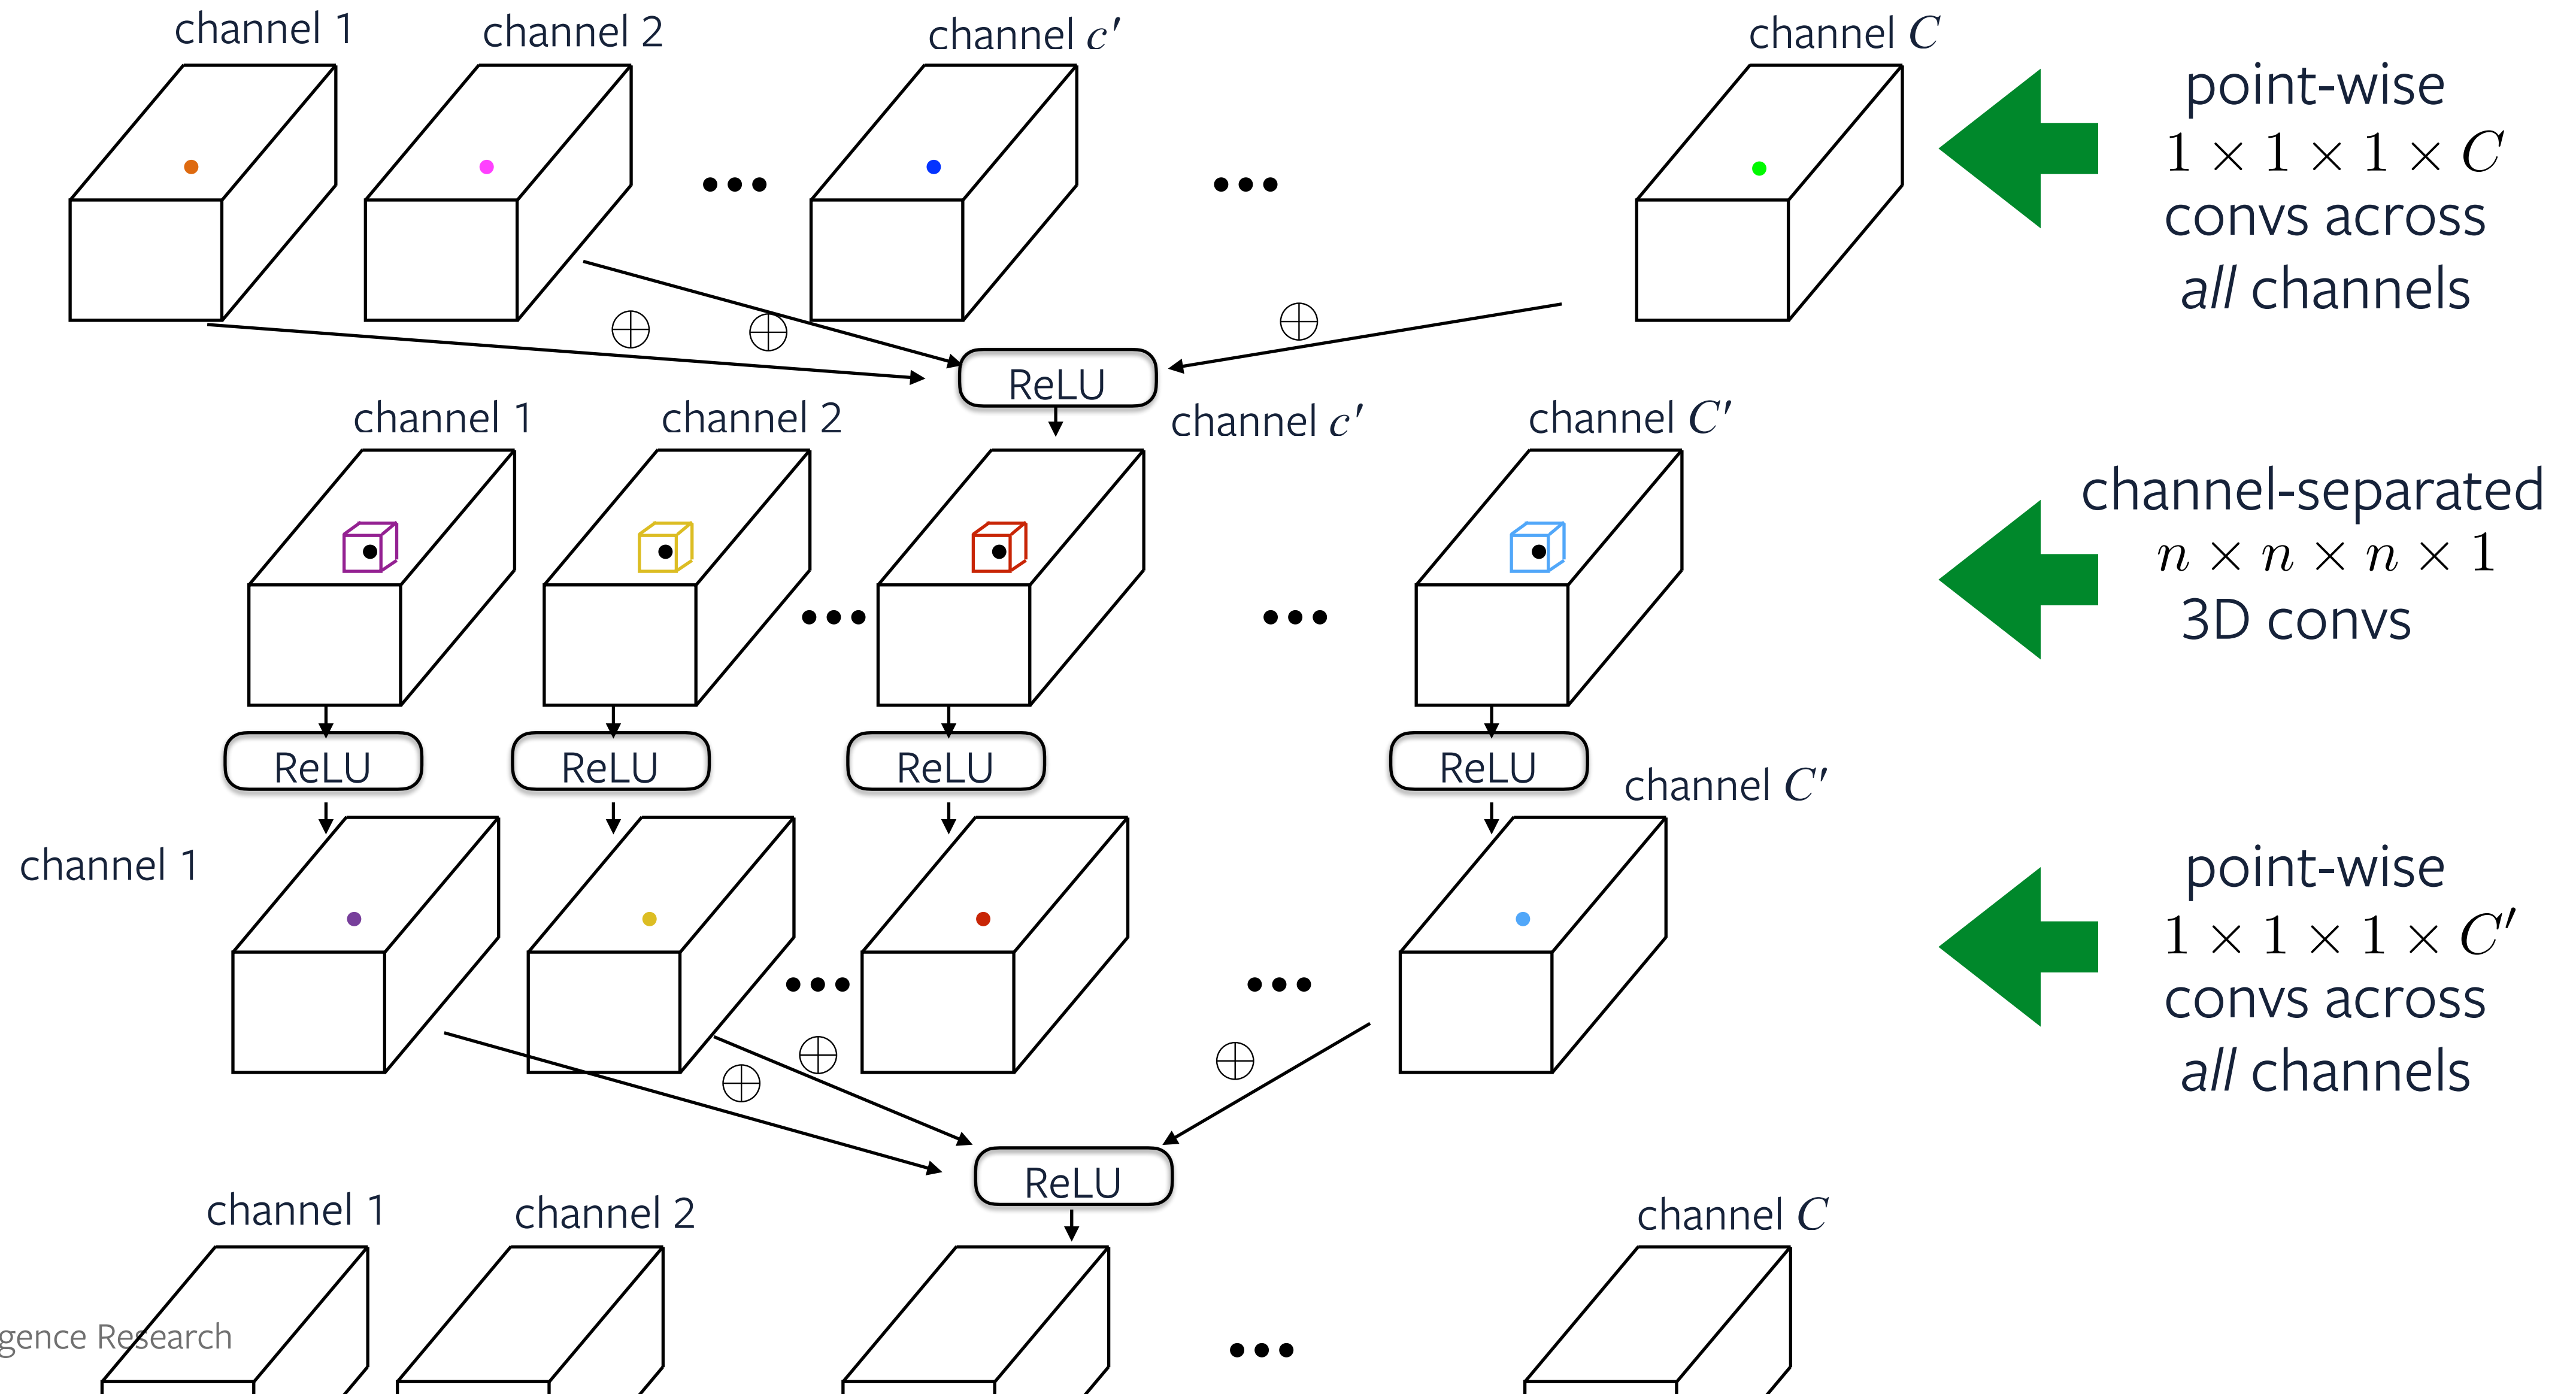 channel 1
channel 2
channel c′
channel C
point-wise
1 × 1 × 1 × C
convs across
all channels
ReLU
channel 1
channel 2
channel c′
channel C′
channel-separated
n × n × n × 1
3D convs
ReLU
ReLU
ReLU
ReLU
channel C′
channel 1
point-wise
1 × 1 × 1 × C′
convs across
all channels
ReLU
channel 1
channel 2
channel C
gence Research